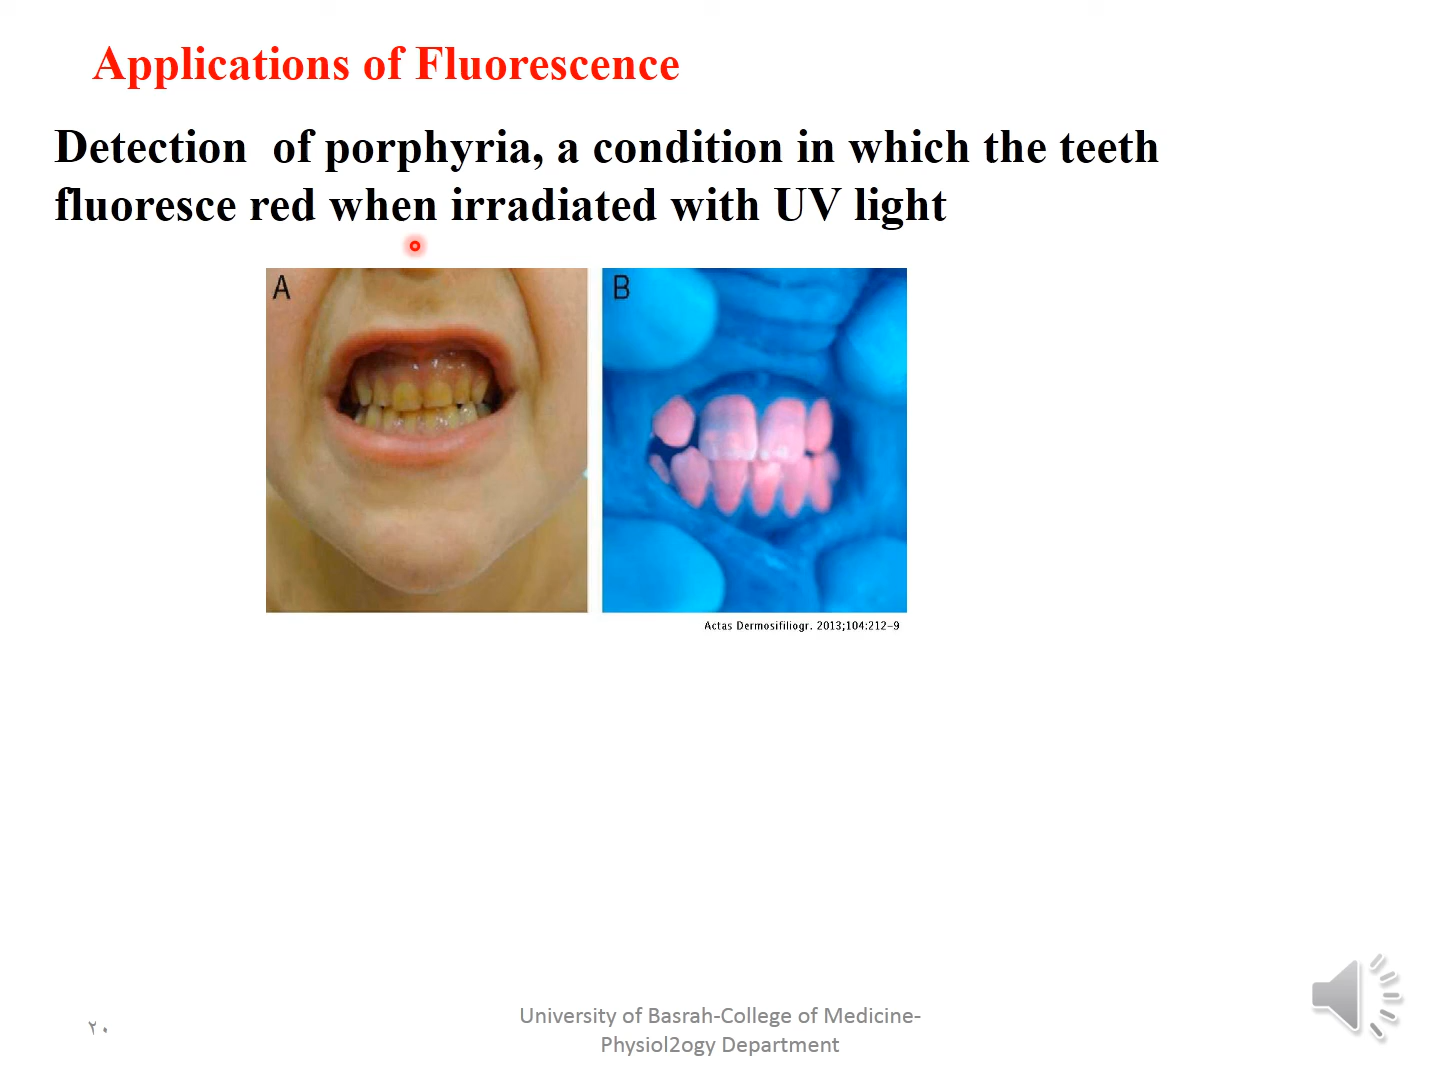 Applications of Fluorescence
Detection of porphyria, a condition in which the teeth
fluoresce red when irradiated with UV light
A
B
Actas Dermosifiliogr. 2013;104:212–9
٢٠
University of Basrah-College of Medicine-
Physiol2ogy Department